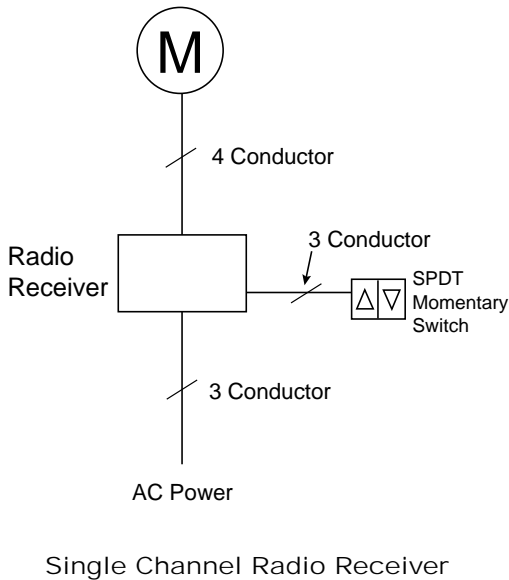 M
4 Conductor
3 Conductor
Radio
Receiver
SPDT
Momentary
Switch
3 Conductor
AC Power
Single Channel Radio Receiver